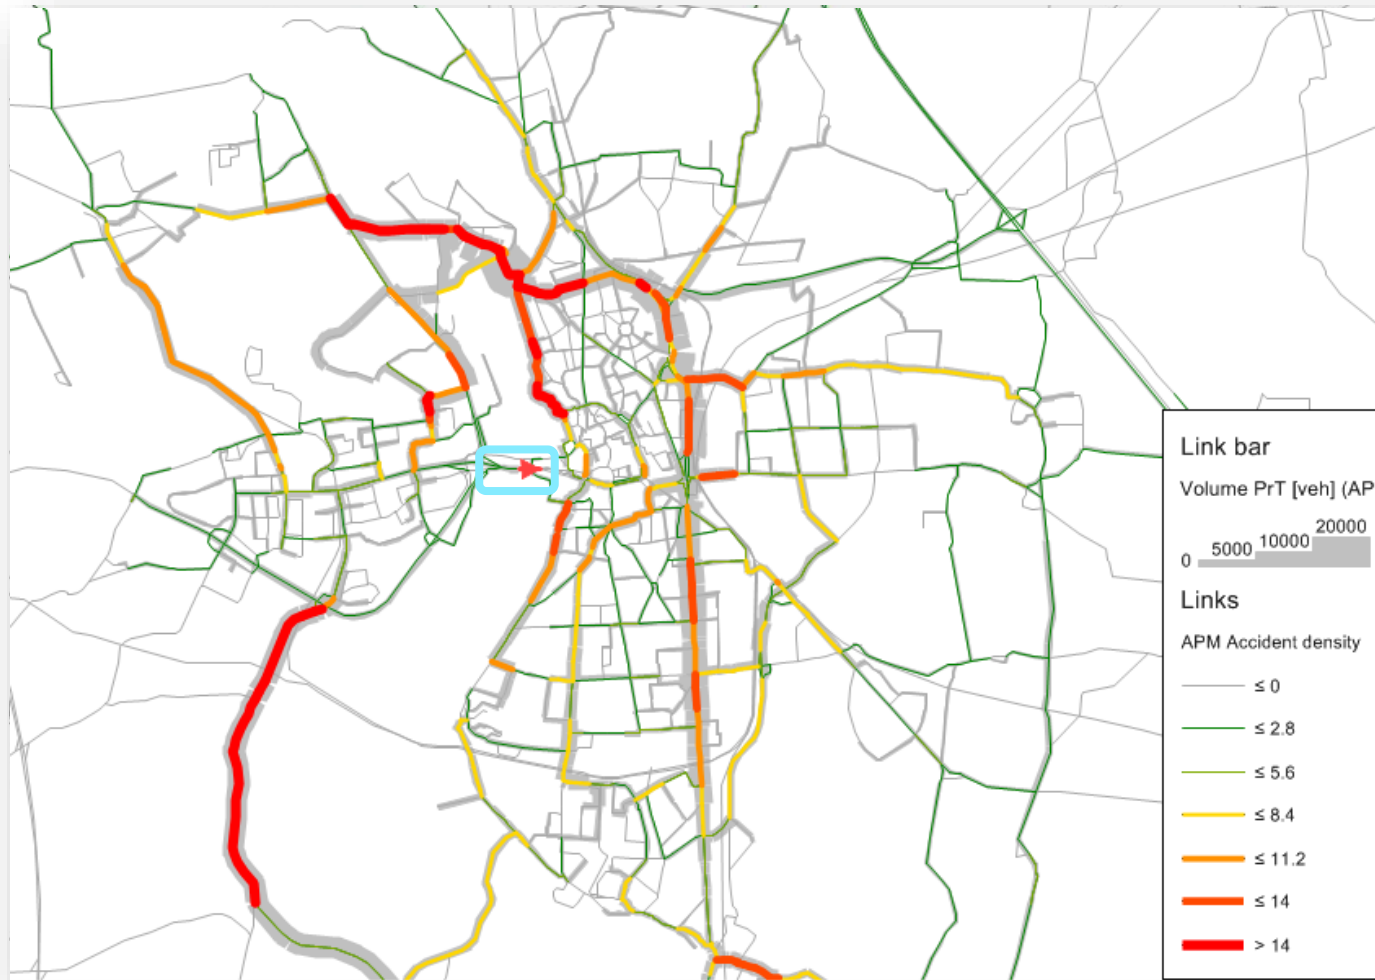 Link bar
Volume PrT [veh] (AP
0 5000 10000 20000
Links
APM Accident density
≤ 0
≤ 2.8
≤ 5.6
≤ 8.4
≤ 11.2
≤ 14
> 14